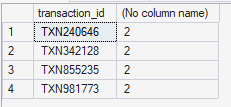 transaction_id (No column name)
1 TXN240646 2
2 TXN342128 2
3 TXN855235 2
4 TXN981773 2